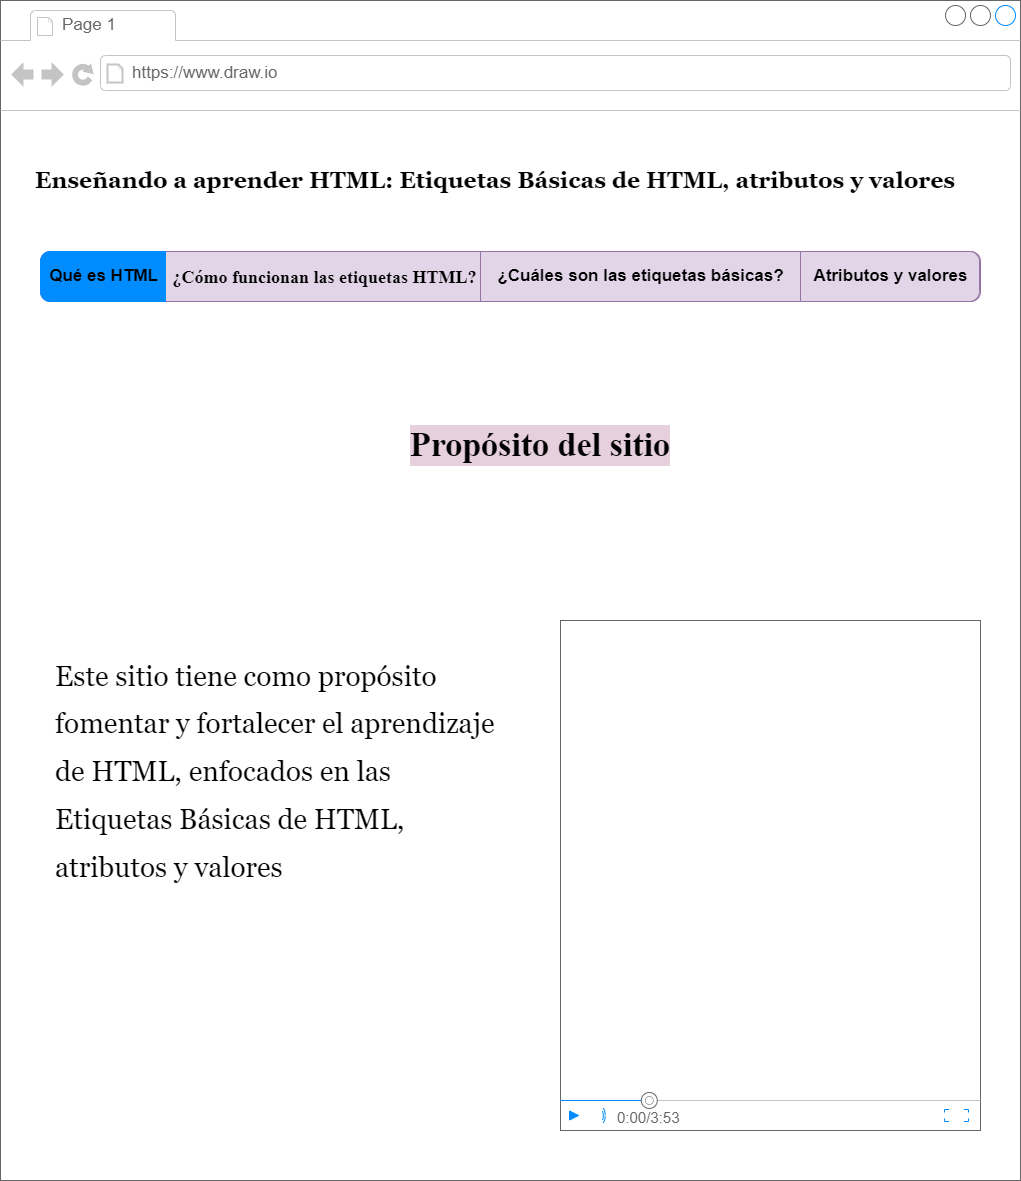 Page 1
https://www.draw.io
Enseñando a aprender HTML: Etiquetas Básicas de HTML, atributos y valores
Qué es HTML ¿Cómo funcionan las etiquetas HTML? ¿Cuáles son las etiquetas básicas? Atributos y valores
Propósito del sitio
Este sitio tiene como propósito
fomentar y fortalecer el aprendizaje
de HTML, enfocados en las
Etiquetas Básicas de HTML,
atributos y valores
0:00/3:53